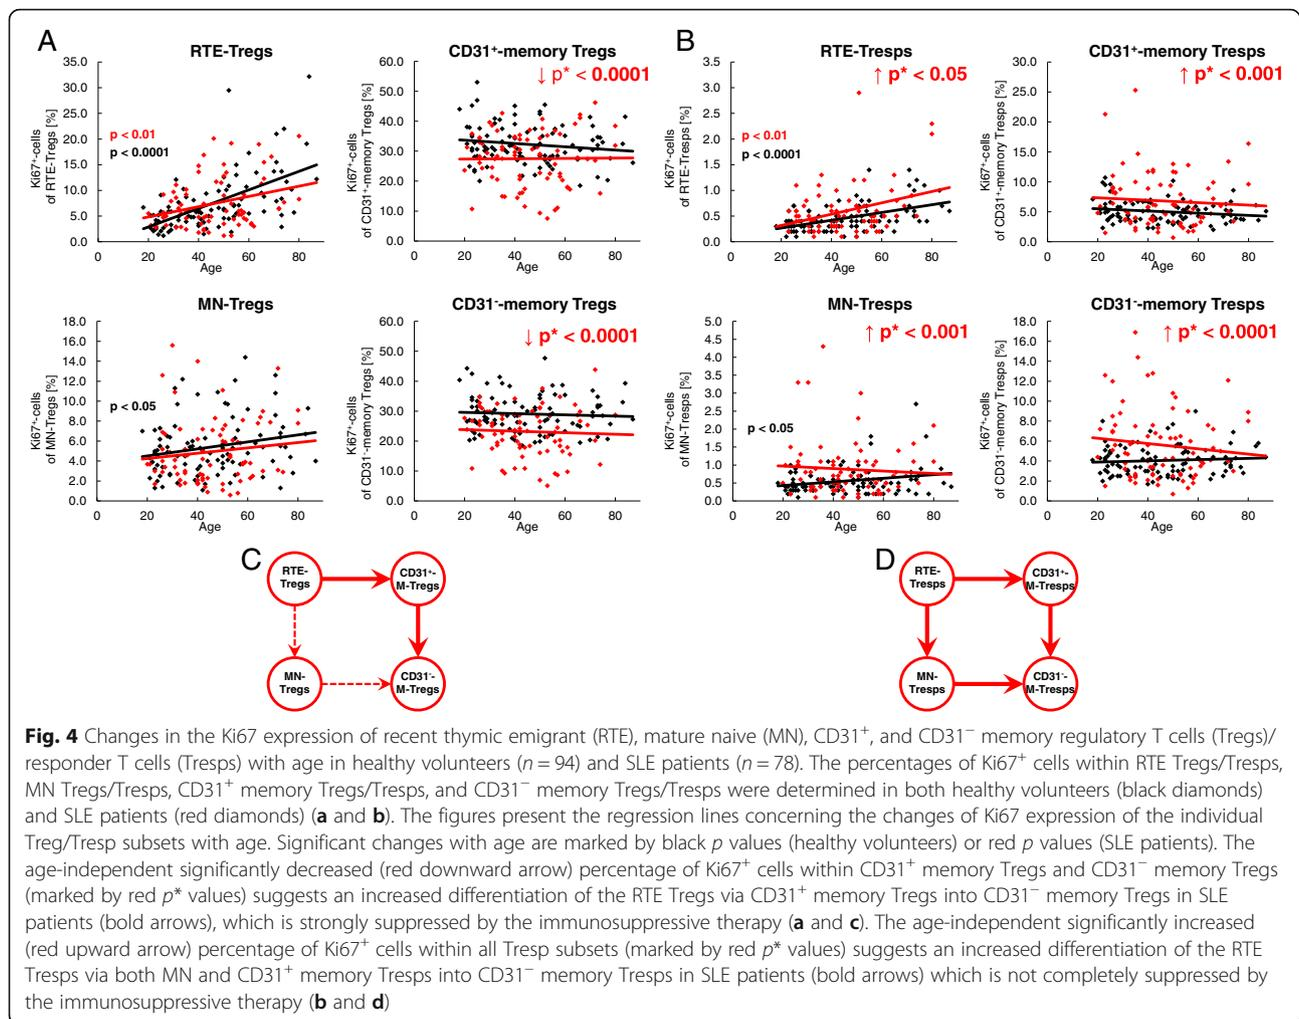 A
B
RTE-Tregs
35.0
30.0
25.0
20.0
15.0
10.0
5.0
0.0
Ki67+-cells
of RTE-Tregs [%]
p < 0.01
p < 0.0001
0 20 40 60 80
Age
CD31+-memory Tregs
↓ p* < 0.0001
60.0
50.0
40.0
30.0
20.0
10.0
0.0
Ki67+-cells
of CD31+-memory Tregs [%]
0 20 40 60 80
Age
RTE-Tresps
↑ p* < 0.05
3.5
3.0
2.5
2.0
1.5
1.0
0.5
0.0
Ki67+-cells
of RTE-Tresps [%]
p < 0.01
p < 0.0001
0 20 40 60 80
Age
CD31+-memory Tresps
↑ p* < 0.001
30.0
25.0
20.0
15.0
10.0
5.0
0.0
Ki67+-cells
of CD31+-memory Tresps [%]
0 20 40 60 80
Age
MN-Tregs
18.0
16.0
14.0
12.0
10.0
8.0
6.0
4.0
2.0
0.0
Ki67+-cells
of MN-Tregs [%]
p < 0.05
0 20 40 60 80
Age
CD31--memory Tregs
↓ p* < 0.0001
60.0
50.0
40.0
30.0
20.0
10.0
0.0
Ki67+-cells
of CD31--memory Tregs [%]
0 20 40 60 80
Age
MN-Tresps
↑ p* < 0.001
5.0
4.5
4.0
3.5
3.0
2.5
2.0
1.5
1.0
0.5
0.0
Ki67+-cells
of MN-Tresps [%]
p < 0.05
0 20 40 60 80
Age
CD31--memory Tresps
↑ p* < 0.0001
18.0
16.0
14.0
12.0
10.0
8.0
6.0
4.0
2.0
0.0
Ki67+-cells
of CD31--memory Tresps [%]
0 20 40 60 80
Age
C
RTE-
Tregs
CD31+-
M-Tregs
MN-
Tregs
CD31--
M-Tregs
D
RTE-
Tresps
CD31+-
M-Tresps
MN-
Tresps
CD31--
M-Tresps
Fig. 4 Changes in the Ki67 expression of recent thymic emigrant (RTE), mature naive (MN), CD31+, and CD31− memory regulatory T cells (Tregs)/
responder T cells (Tresps) with age in healthy volunteers (n = 94) and SLE patients (n = 78). The percentages of Ki67+ cells within RTE Tregs/Tresps,
MN Tregs/Tresps, CD31+ memory Tregs/Tresps, and CD31− memory Tregs/Tresps were determined in both healthy volunteers (black diamonds)
and SLE patients (red diamonds) (a and b). The figures present the regression lines concerning the changes of Ki67 expression of the individual
Treg/Tresp subsets with age. Significant changes with age are marked by black p values (healthy volunteers) or red p values (SLE patients). The
age-independent significantly decreased (red downward arrow) percentage of Ki67+ cells within CD31+ memory Tregs and CD31− memory Tregs
(marked by red p* values) suggests an increased differentiation of the RTE Tregs via CD31+ memory Tregs into CD31− memory Tregs in SLE
patients (bold arrows), which is strongly suppressed by the immunosuppressive therapy (a and c). The age-independent significantly increased
(red upward arrow) percentage of Ki67+ cells within all Tresp subsets (marked by red p* values) suggests an increased differentiation of the RTE
Tresps via both MN and CD31+ memory Tresps into CD31− memory Tresps in SLE patients (bold arrows) which is not completely suppressed by
the immunosuppressive therapy (b and d)